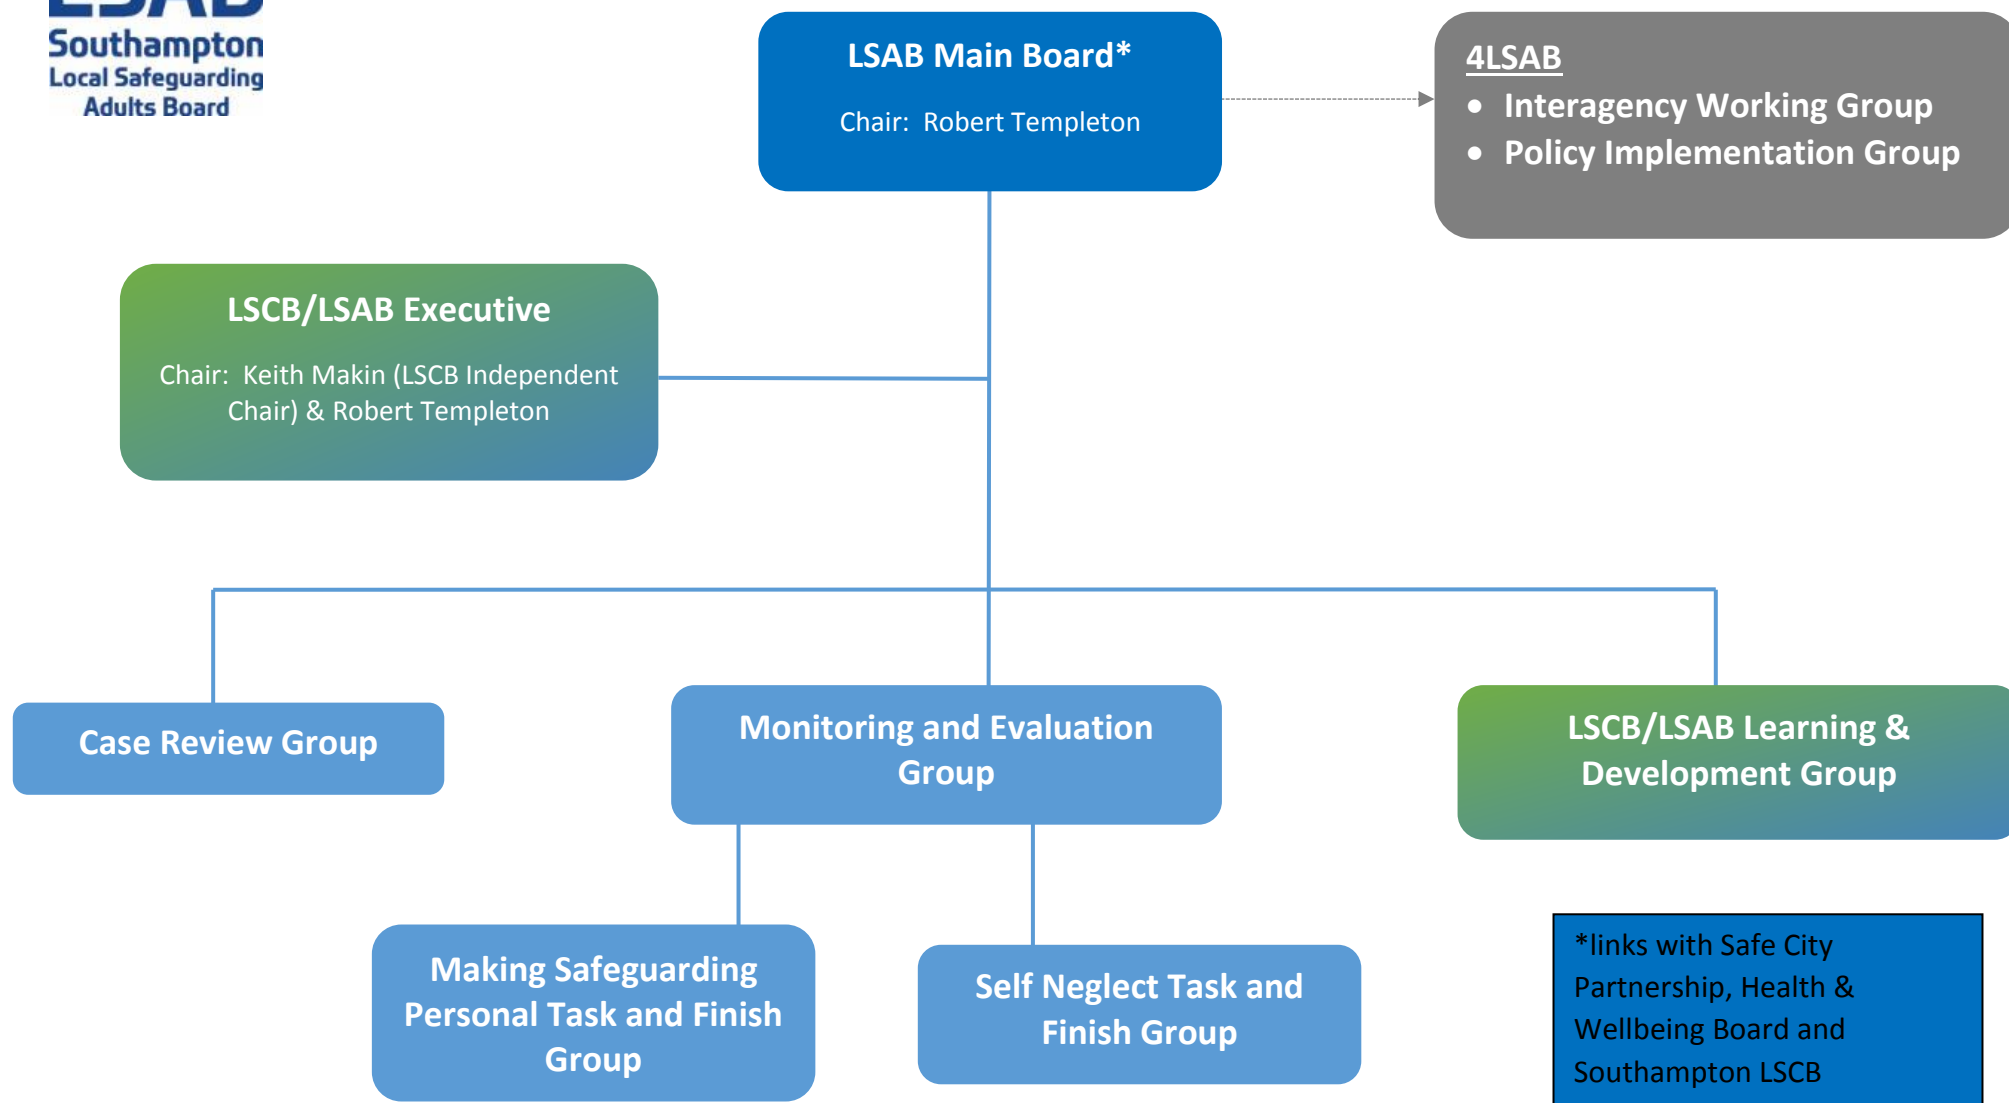 LSAB
Southampton
Local Safeguarding
Adults Board
LSAB Main Board*
Chair: Robert Templeton
4LSAB
• Interagency Working Group
• Policy Implementation Group
LSCB/LSAB Executive
Chair: Keith Makin (LSCB Independent
Chair) & Robert Templeton
Case Review Group
Monitoring and Evaluation
Group
LSCB/LSAB Learning &
Development Group
Making Safeguarding
Personal Task and Finish
Group
Self Neglect Task and
Finish Group
*links with Safe City
Partnership, Health &
Wellbeing Board and
Southampton LSCB